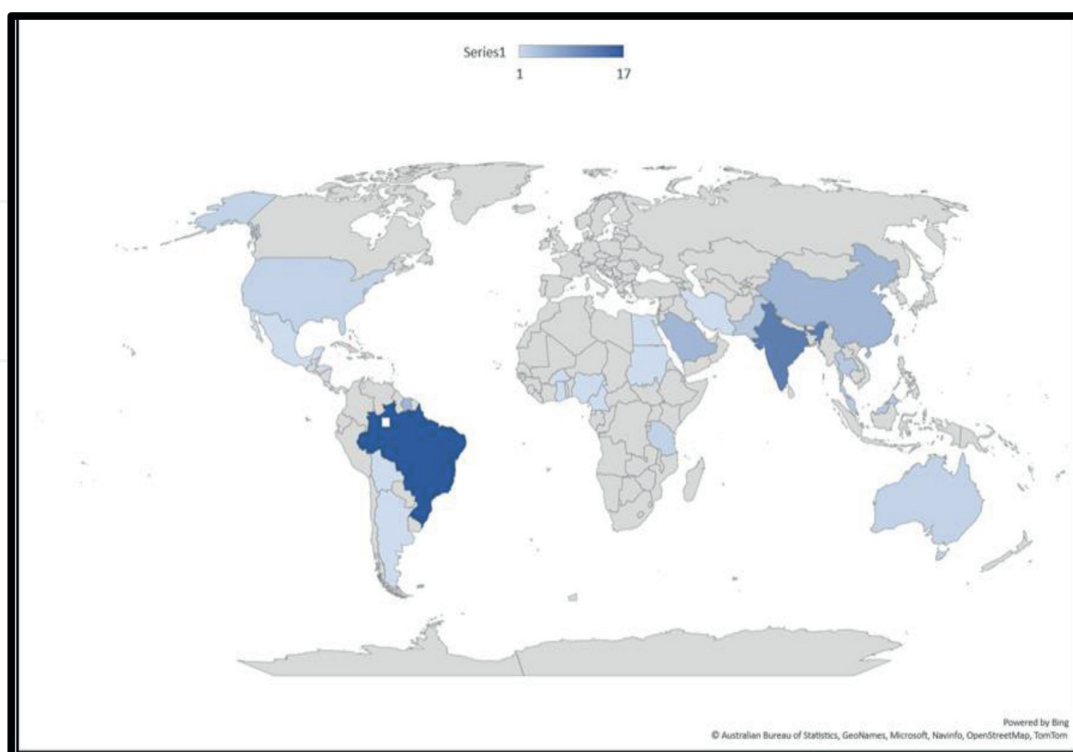 Series1
1 17
Powered by Bing
© Australian Bureau of Statistics, GeoNames, Microsoft, Navinfo, OpenStreetMap, TomTom